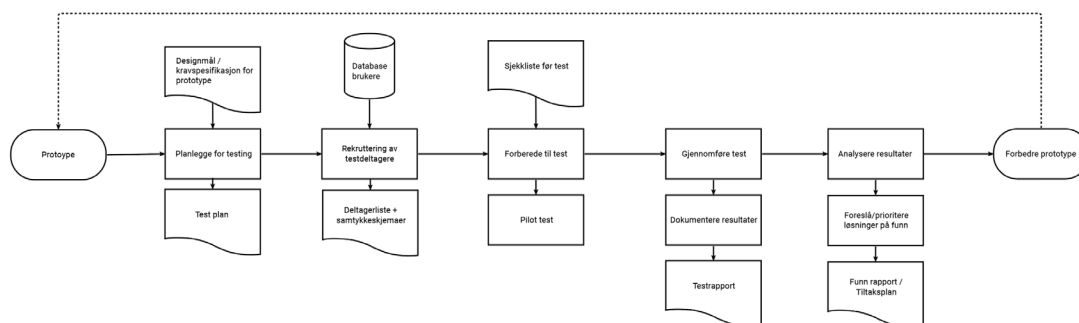 Designmål /
kravspesifikasjon for
prototype
Database
brukere
Sjekkliste før test
Protoype
Planlegge for testing
Rekruttering av
testdeltagere
Forberede til test
Gjennomføre test
Analysere resultater
Forbedre prototype
Test plan
Deltagerliste +
samtykkeskjemaer
Pilot test
Dokumentere resultater
Foreslå/prioritere
løsninger på funn
Testrapport
Funn rapport /
Tiltaksplan